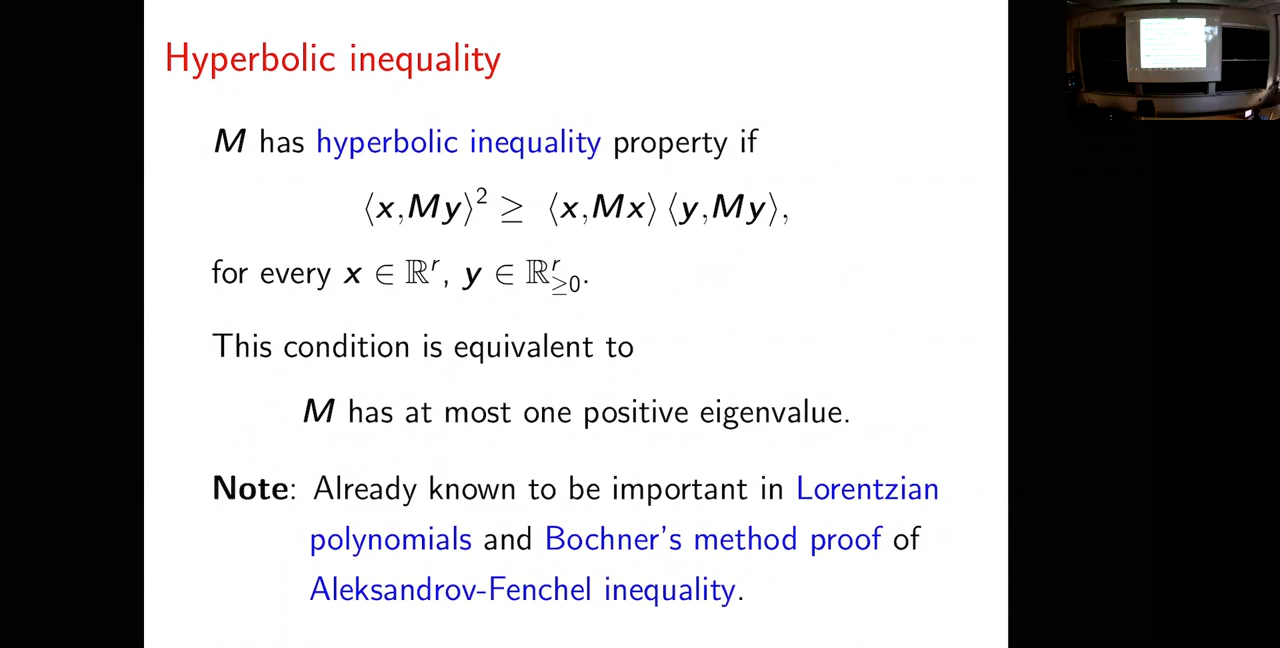 Hyperbolic inequality
M has hyperbolic inequality property if
⟨x, My⟩² ≥ ⟨x, Mx⟩ ⟨y, My⟩,
for every x ∈ ℝʳ, y ∈ ℝʳ≥0.
This condition is equivalent to
M has at most one positive eigenvalue.
Note: Already known to be important in Lorentzian
polynomials and Bochner's method proof of
Aleksandrov-Fenchel inequality.